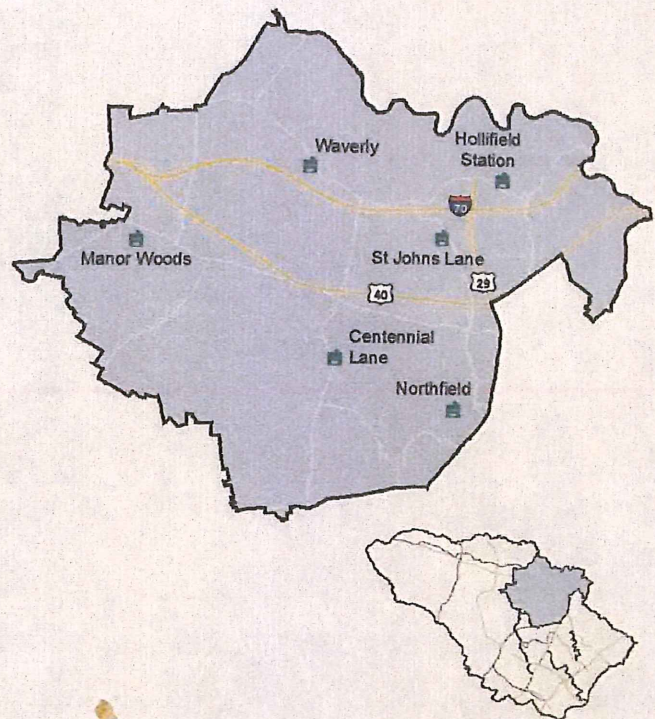 Waverly
Hollifield
Station
70
Manor Woods
St Johns Lane
29
40
Centennial
Lane
Northfield